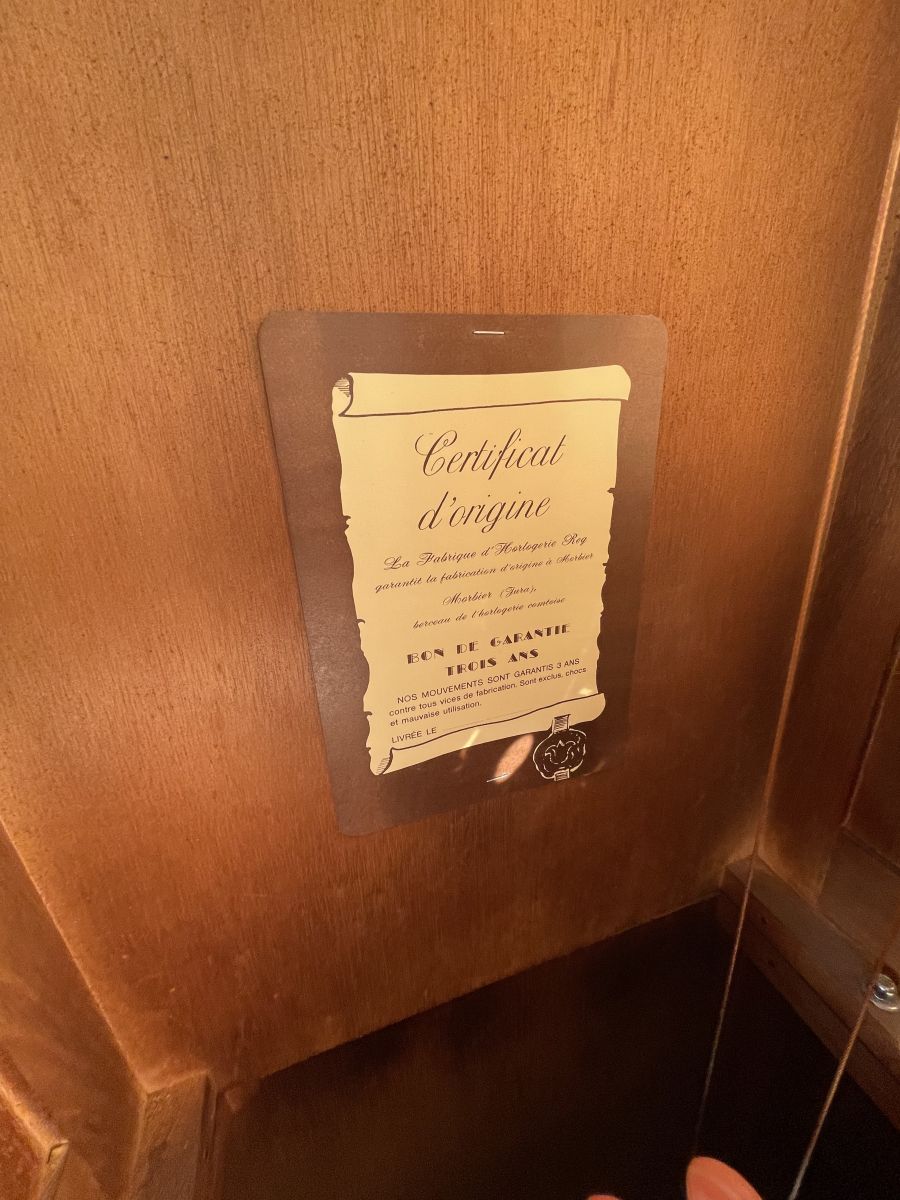 Certificat
d'origine
La Fabrique d'Horlogerie Reg
garantit la fabrication d'origine à Morbier
Morbier (Jura),
berceau de l'horlogerie comtoise
BON DE GARANTIE
TROIS ANS
NOS MOUVEMENTS SONT GARANTIS 3 ANS
contre tous vices de fabrication. Sont exclus, chocs
et mauvaise utilisation.
LIVRÉE LE